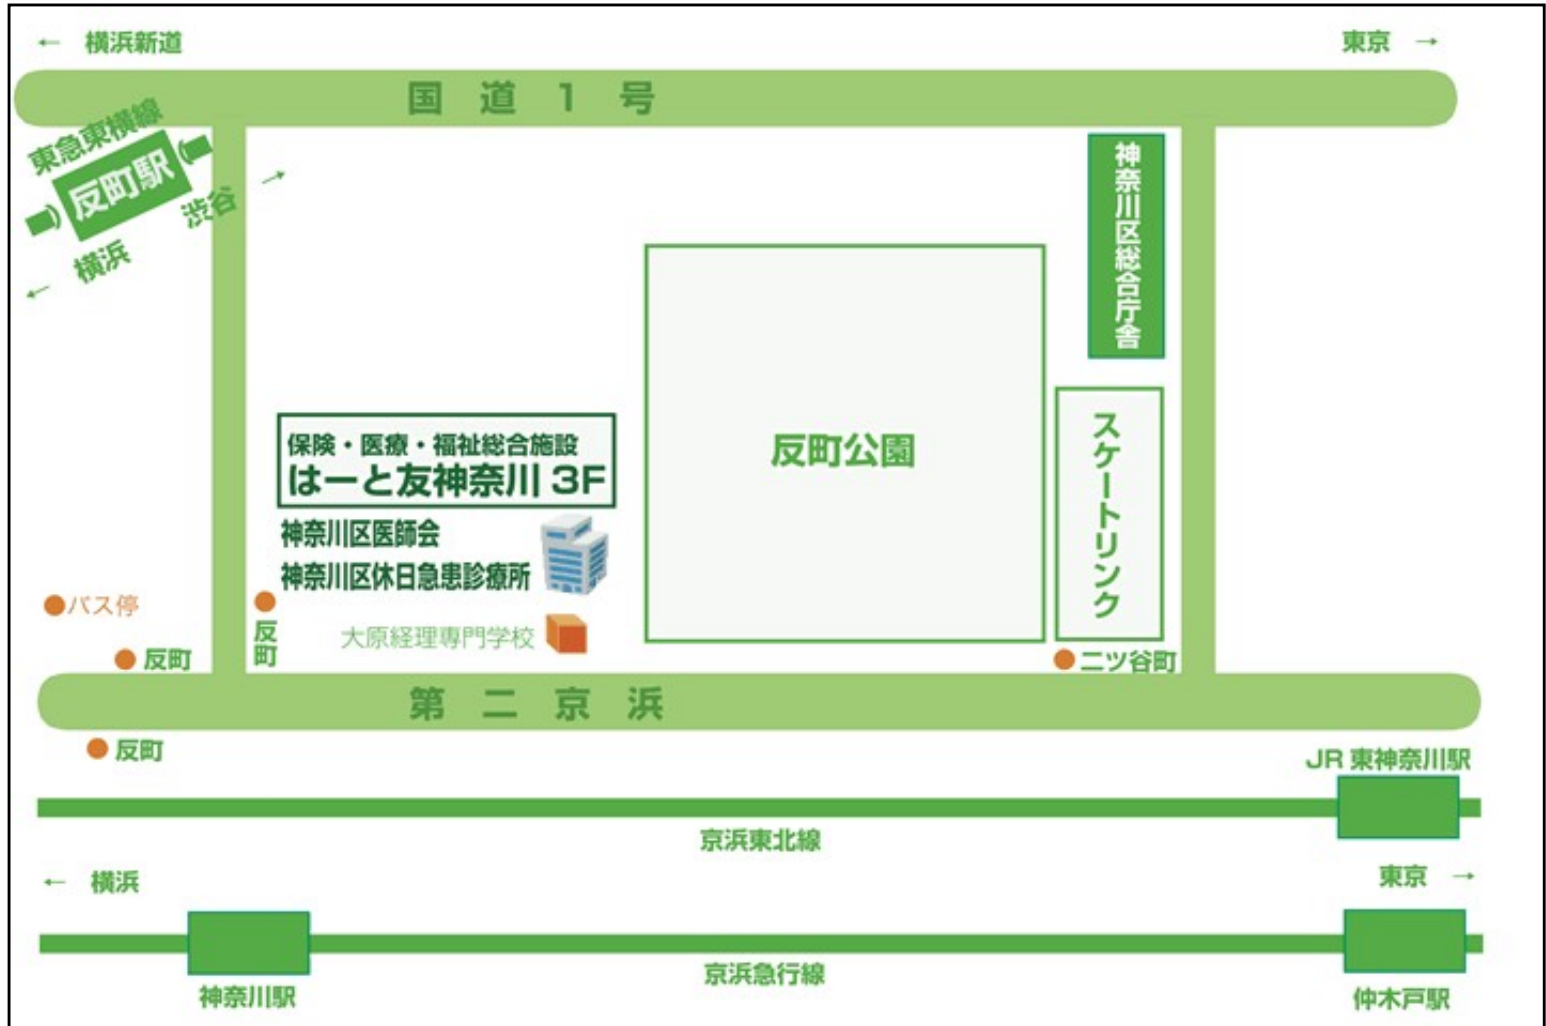 ← 横浜新道
東京 →
国道1号
東急東横線
反町駅
渋谷 →
← 横浜
神奈川区総合庁舎
反町公園
スケートリンク
保険・医療・福祉総合施設
はーと友神奈川 3F
神奈川区医師会
神奈川区休日急患診療所
大原経理専門学校
●バス停
●反町
●反町
●二ツ谷町
第二京浜
●反町
JR 東神奈川駅
京浜東北線
← 横浜
東京 →
京浜急行線
神奈川駅
仲木戸駅